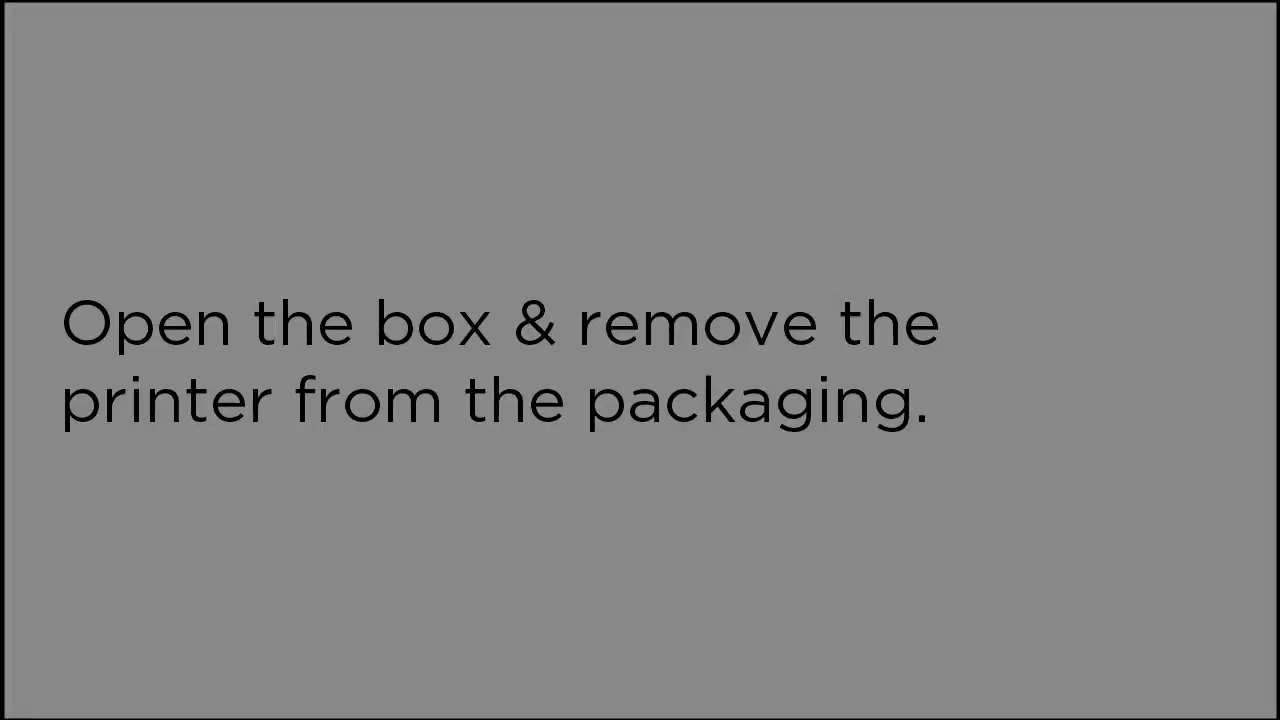 Open the box & remove the
printer from the packaging.